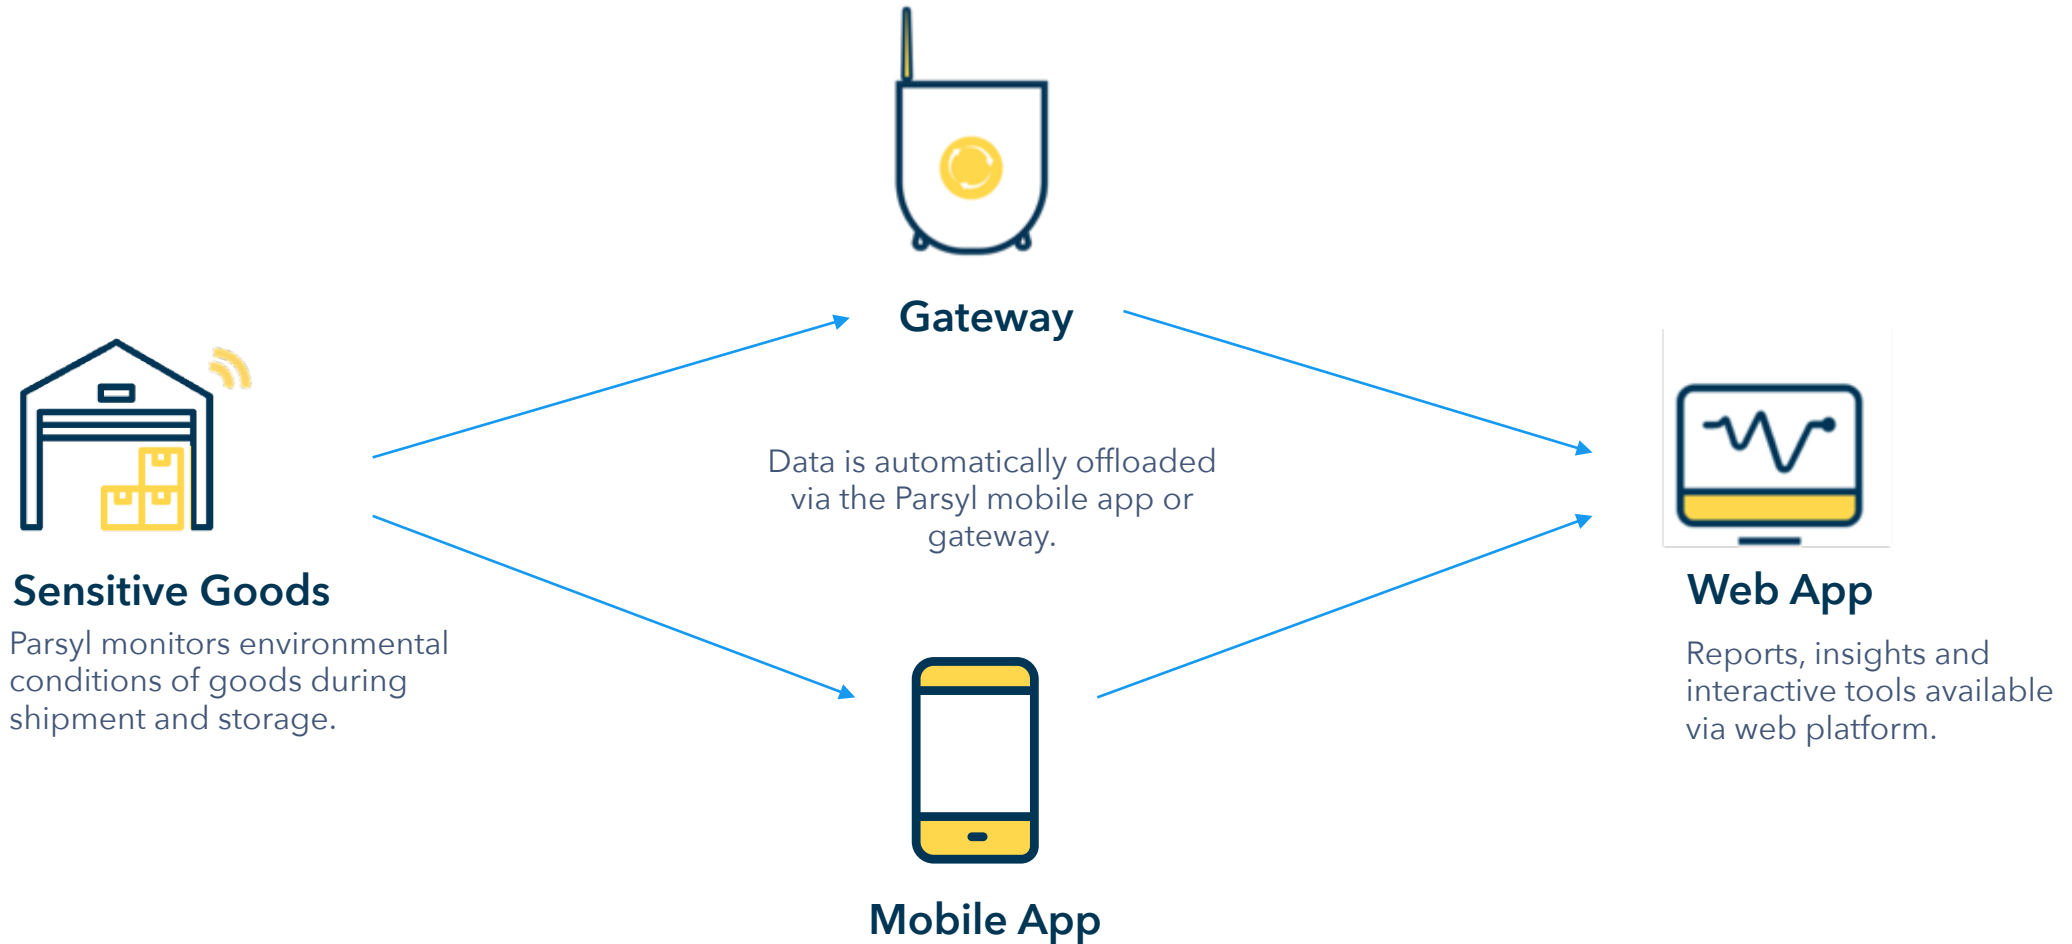 Gateway
Data is automatically offloaded
via the Parsyl mobile app or
gateway.
Sensitive Goods
Parsyl monitors environmental
conditions of goods during
shipment and storage.
Web App
Reports, insights and
interactive tools available
via web platform.
Mobile App